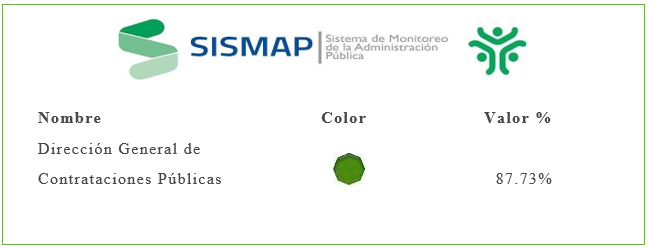 SISMAP
Sistema de Monitoreo
de la Administración
Pública
Nombre Color Valor %
Dirección General de
Contrataciones Públicas 87.73%